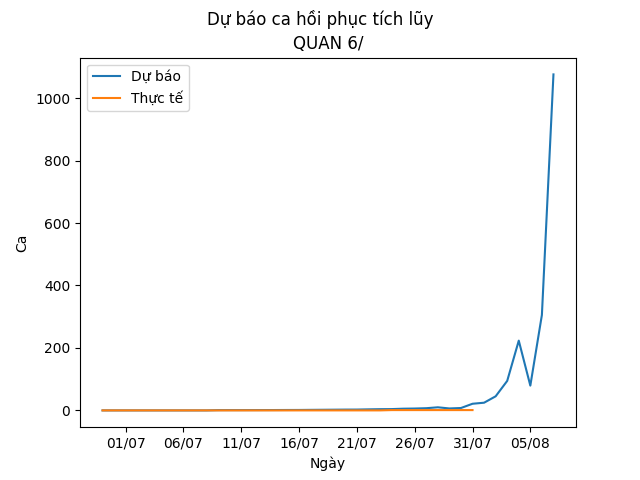 Dự báo ca hồi phục tích lũy
QUAN 6/
Dự báo
Thực tế
1000
800
600
400
200
0
Ca
01/07 06/07 11/07 16/07 21/07 26/07 31/07 05/08
Ngày